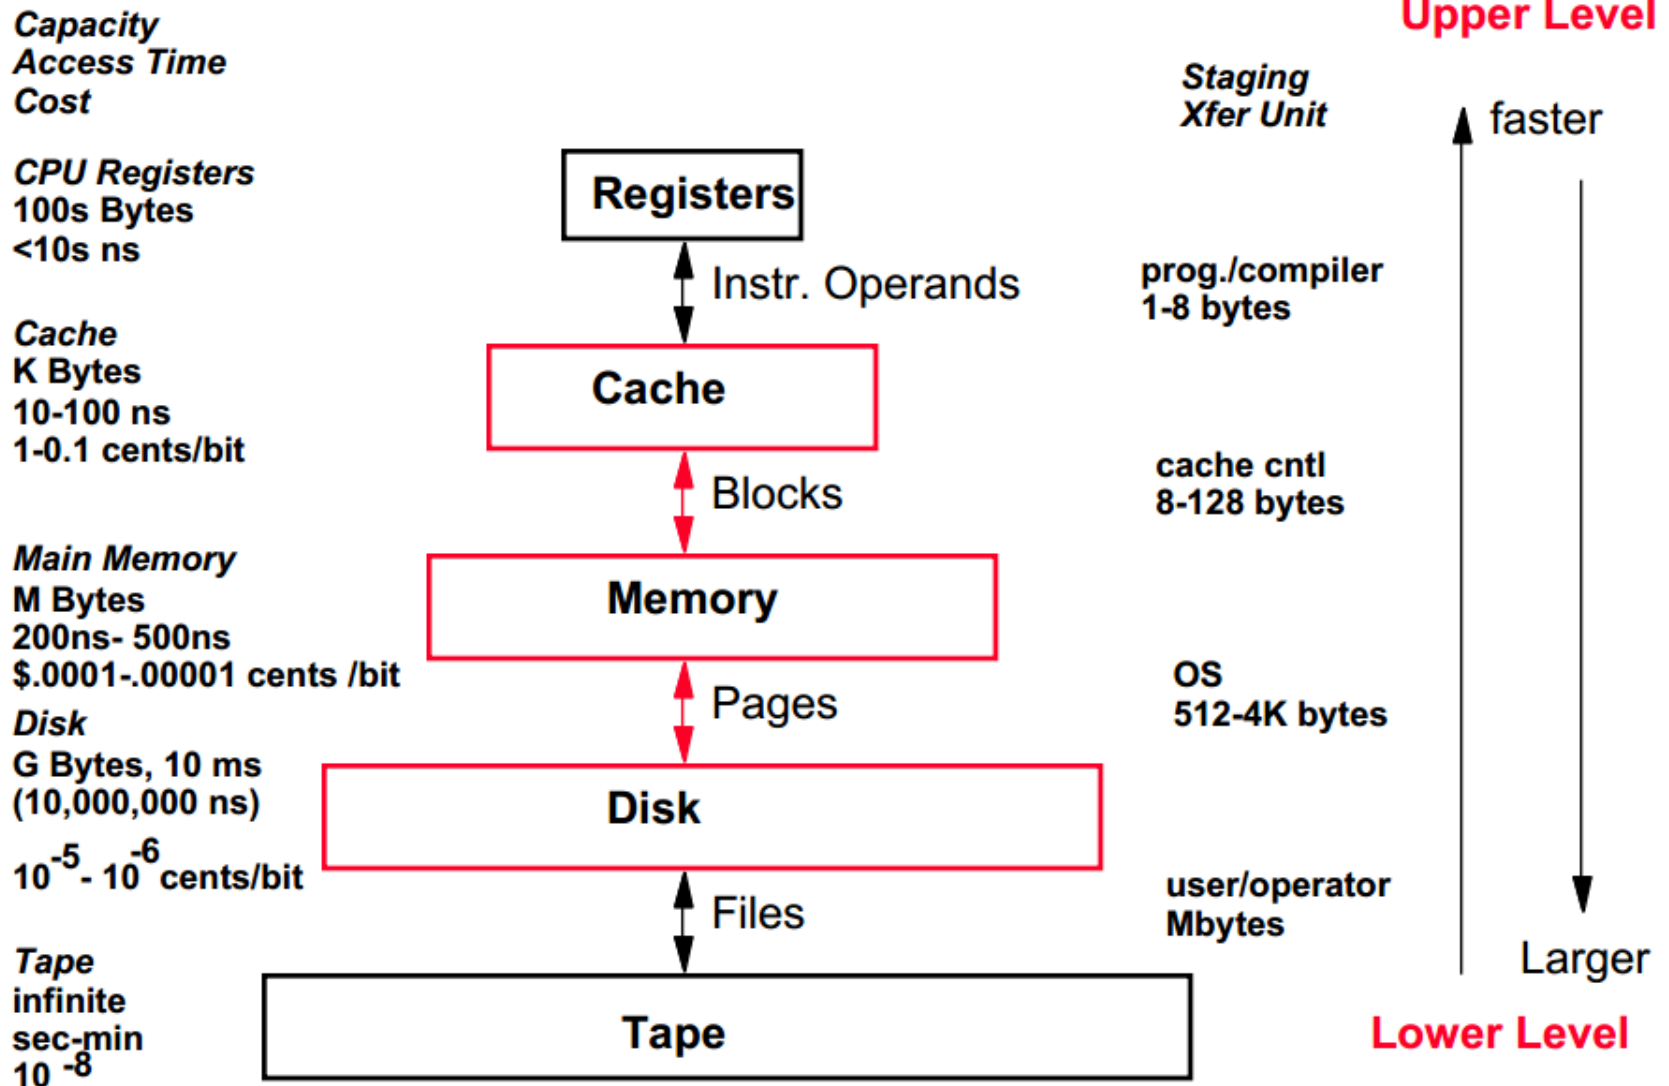 Capacity
Access Time
Cost
Upper Level
Staging
Xfer Unit
faster
CPU Registers
100s Bytes
<10s ns
Registers
Instr. Operands
prog./compiler
1-8 bytes
Cache
K Bytes
10-100 ns
1-0.1 cents/bit
Cache
Blocks
cache cntl
8-128 bytes
Main Memory
M Bytes
200ns- 500ns
$.0001-.00001 cents /bit
Memory
Pages
OS
512-4K bytes
Disk
G Bytes, 10 ms
(10,000,000 ns)
10⁻⁵- 10⁻⁶cents/bit
Disk
Files
user/operator
Mbytes
Larger
Tape
infinite
sec-min
10⁻⁸
Tape
Lower Level